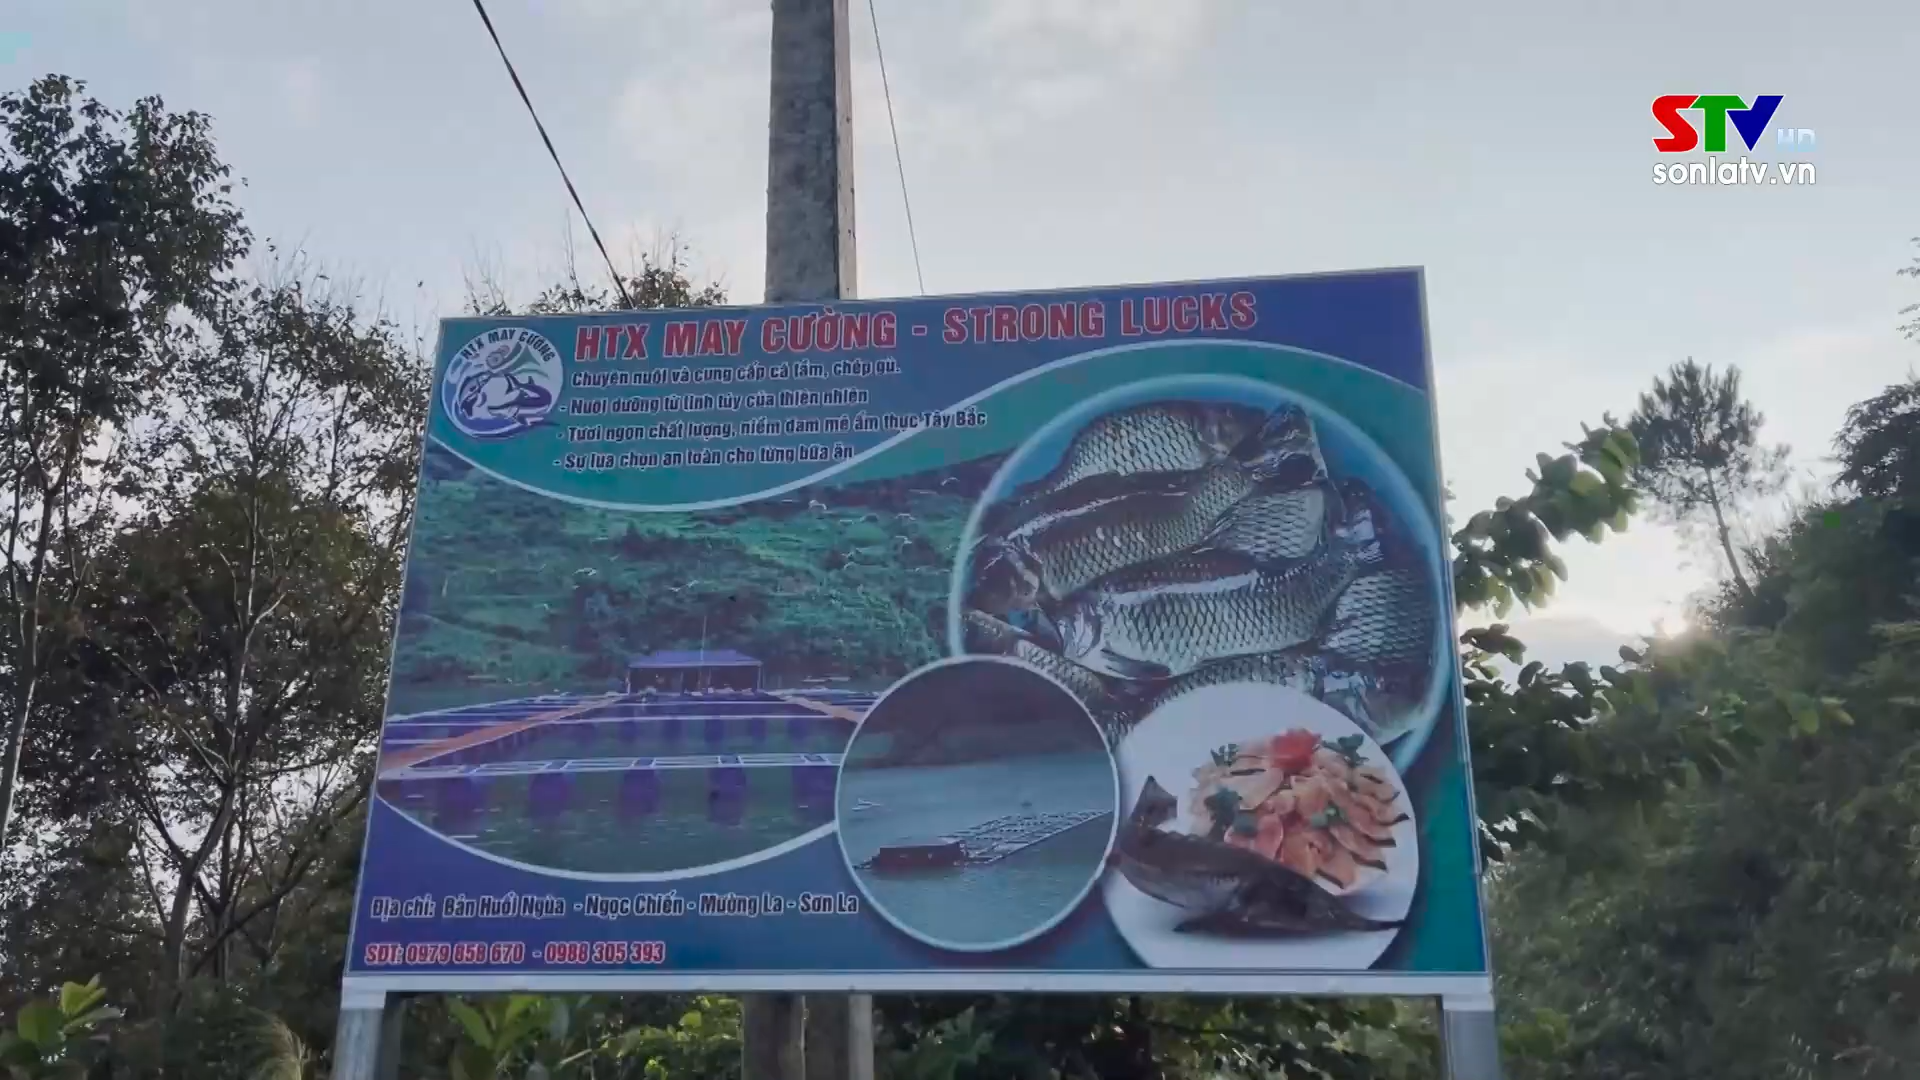 STV HD
sonlatv.vn
HTX MAY CƯỜNG - STRONG LUCKS
HTX MAY CƯỜNG
Chuyên nuôi và cung cấp cá tầm, chép gù.
- Nuôi dưỡng từ tinh túy của thiên nhiên
- Tươi ngon chất lượng, niềm đam mê ẩm thực Tây Bắc
- Sự lựa chọn an toàn cho từng bữa ăn
Địa chỉ: Bản Huổi Ngùa - Ngọc Chiến - Mường La - Sơn La
SĐT: 0979 858 670 - 0988 305 393